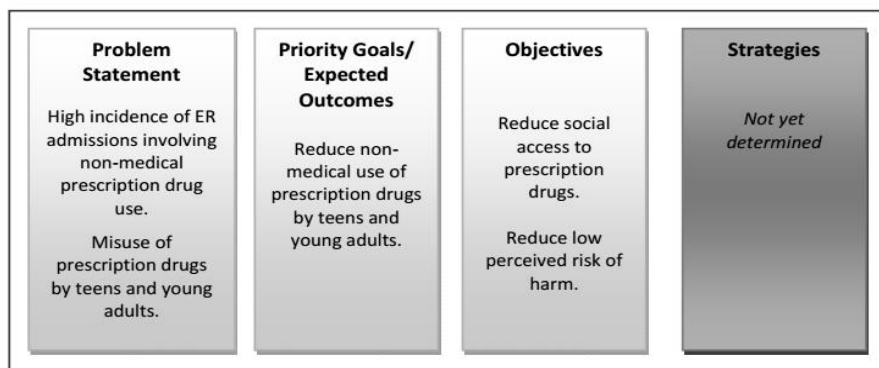 Problem
Statement
High incidence of ER
admissions involving
non-medical
prescription drug
use.
Misuse of
prescription drugs
by teens and young
adults.
Priority Goals/
Expected
Outcomes
Reduce non-
medical use of
prescription drugs
by teens and
young adults.
Objectives
Reduce social
access to
prescription
drugs.
Reduce low
perceived risk of
harm.
Strategies
Not yet
determined